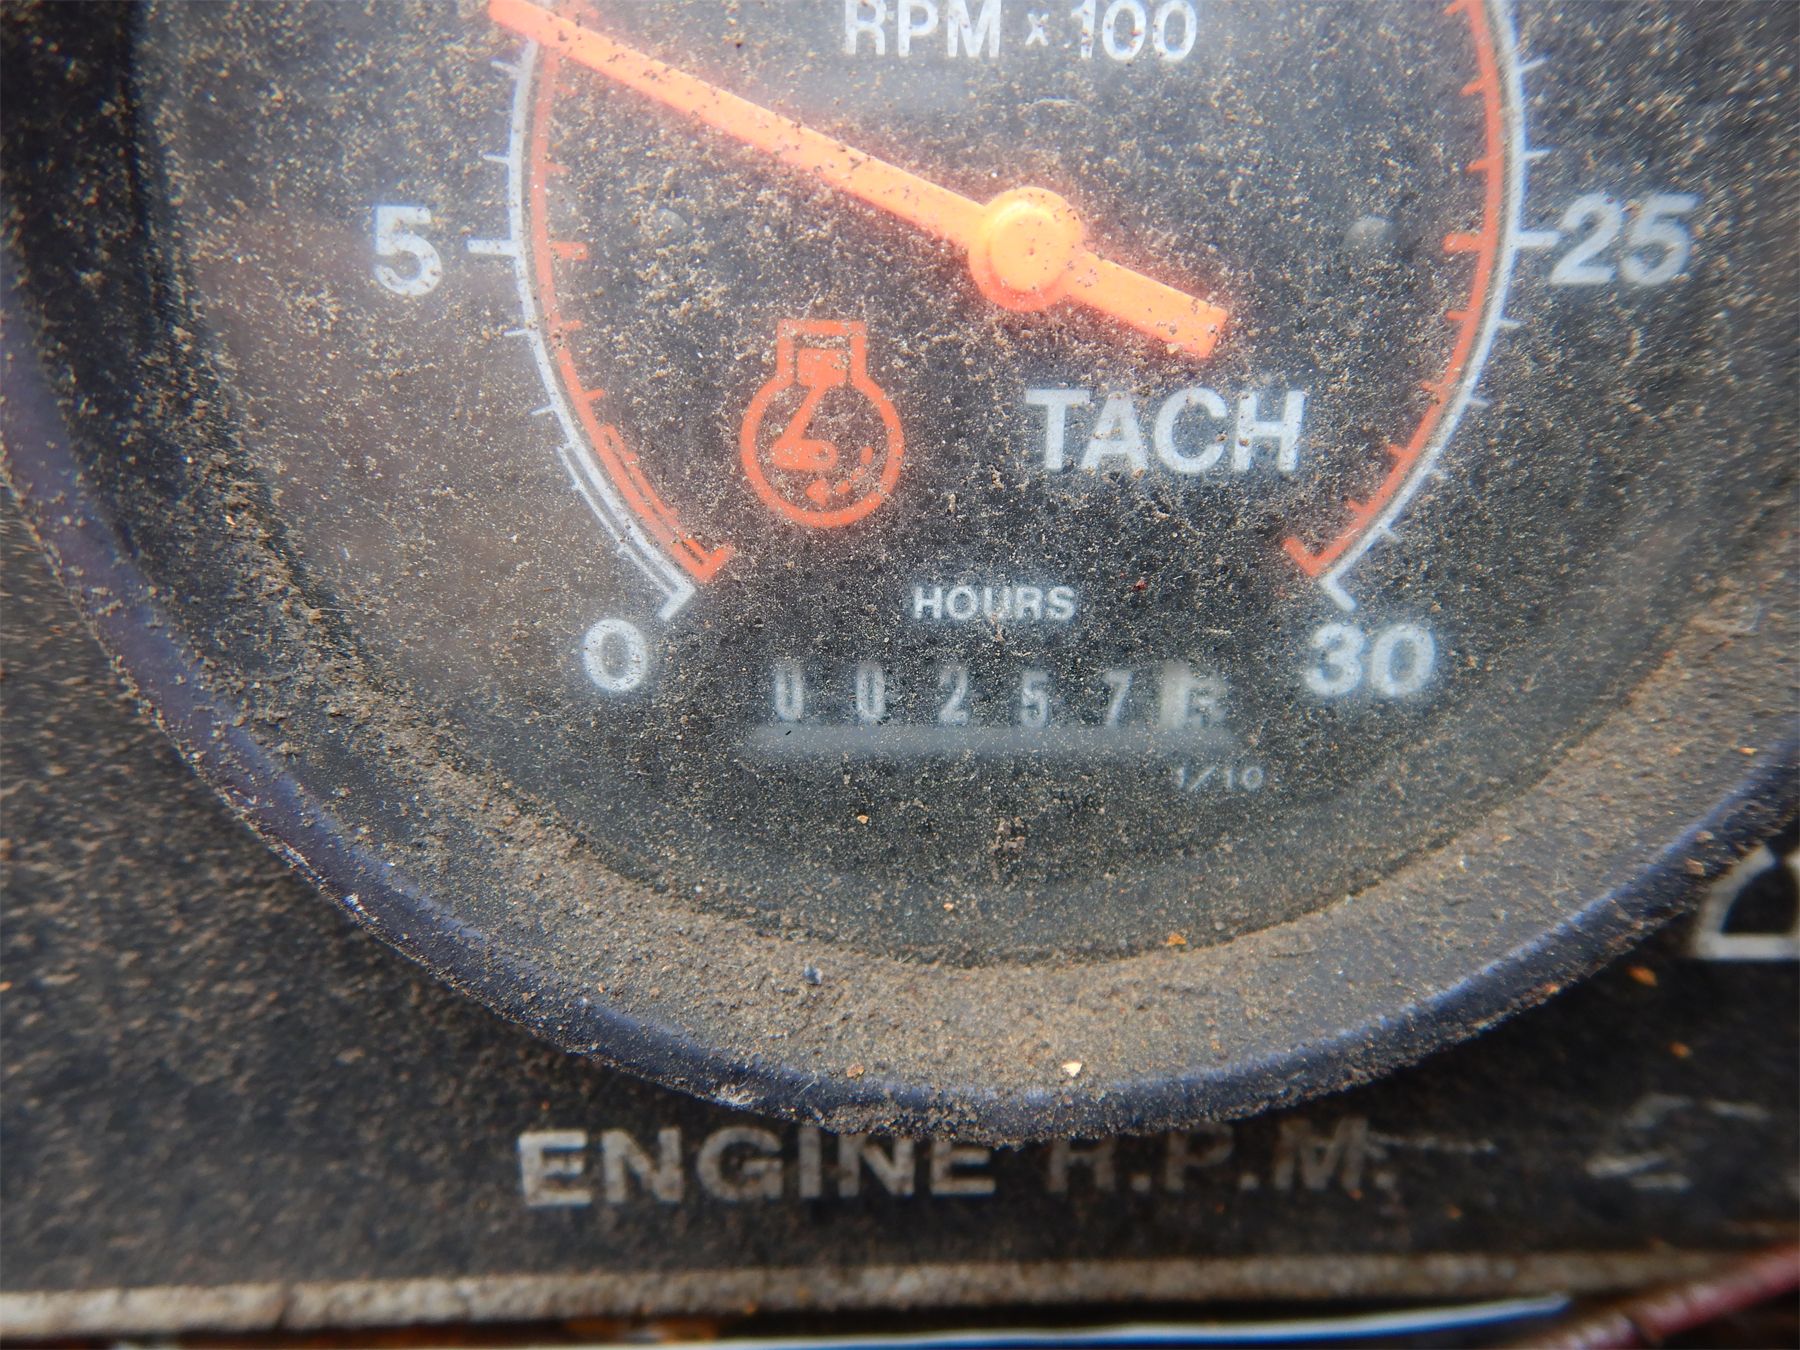 RPM x 100
5
25
TACH
HOURS
0
0 0 2 5 7
30
1/10
ENGINE R.P.M.